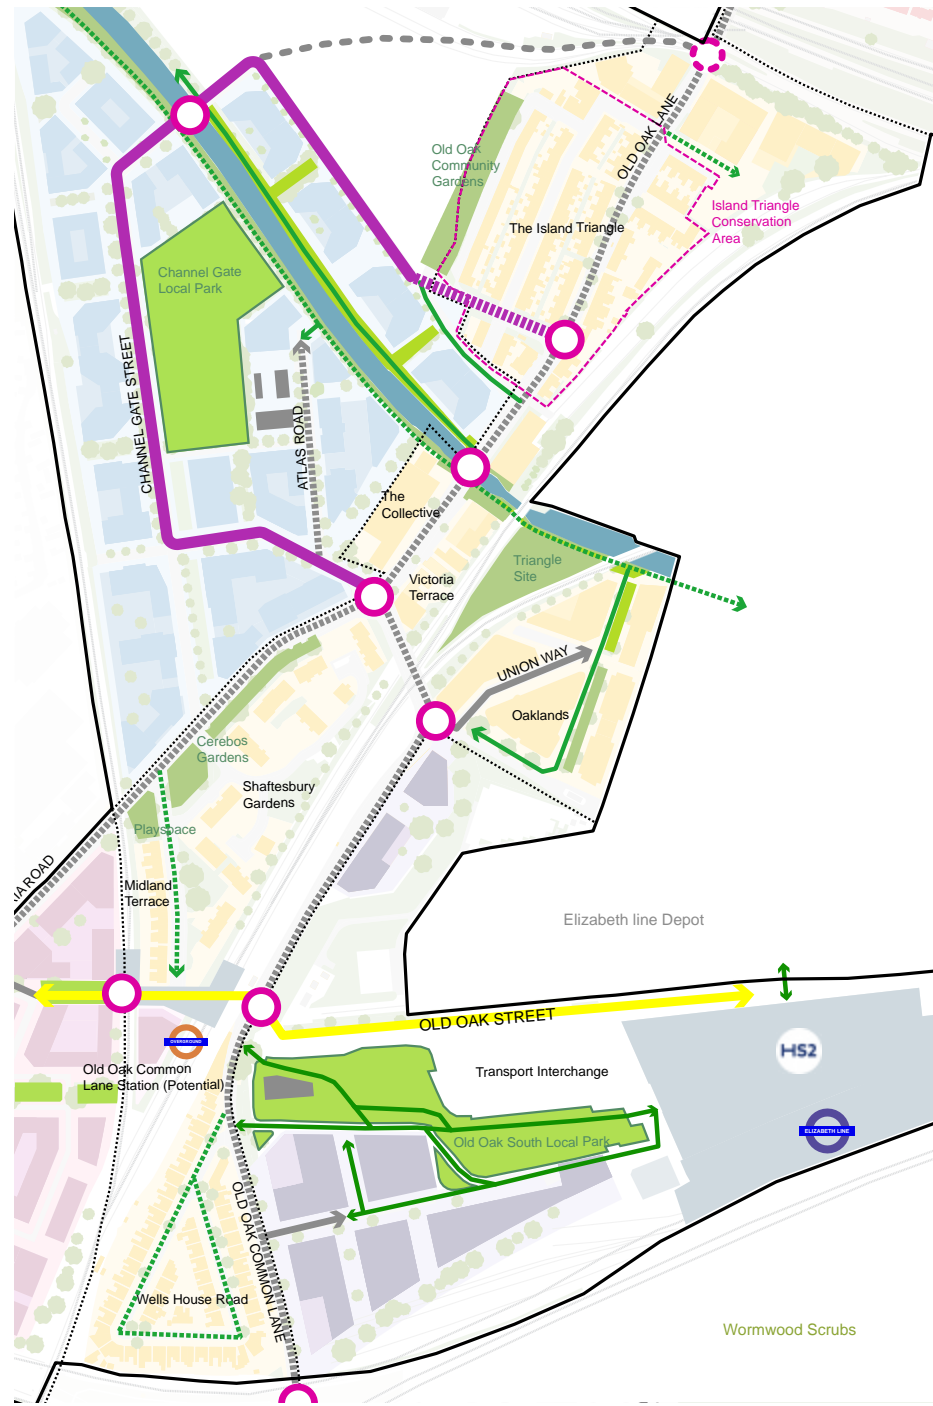 OLD OAK LANE
Old Oak
Community
Gardens
Island Triangle
Conservation
Area
The Island Triangle
Channel Gate
Local Park
CHANNEL GATE STREET
ATLAS ROAD
The
Collective
Triangle
Site
Victoria
Terrace
UNION WAY
Oaklands
Cerebos
Gardens
Shaftesbury
Gardens
Playspace
IA ROAD
Midland
Terrace
Elizabeth line Depot
OLD OAK STREET
OVERGROUND
HS2
Old Oak Common
Lane Station (Potential)
Transport Interchange
ELIZABETH LINE
Old Oak South Local Park
OLD OAK COMMON LANE
Wells House Road
Wormwood Scrubs